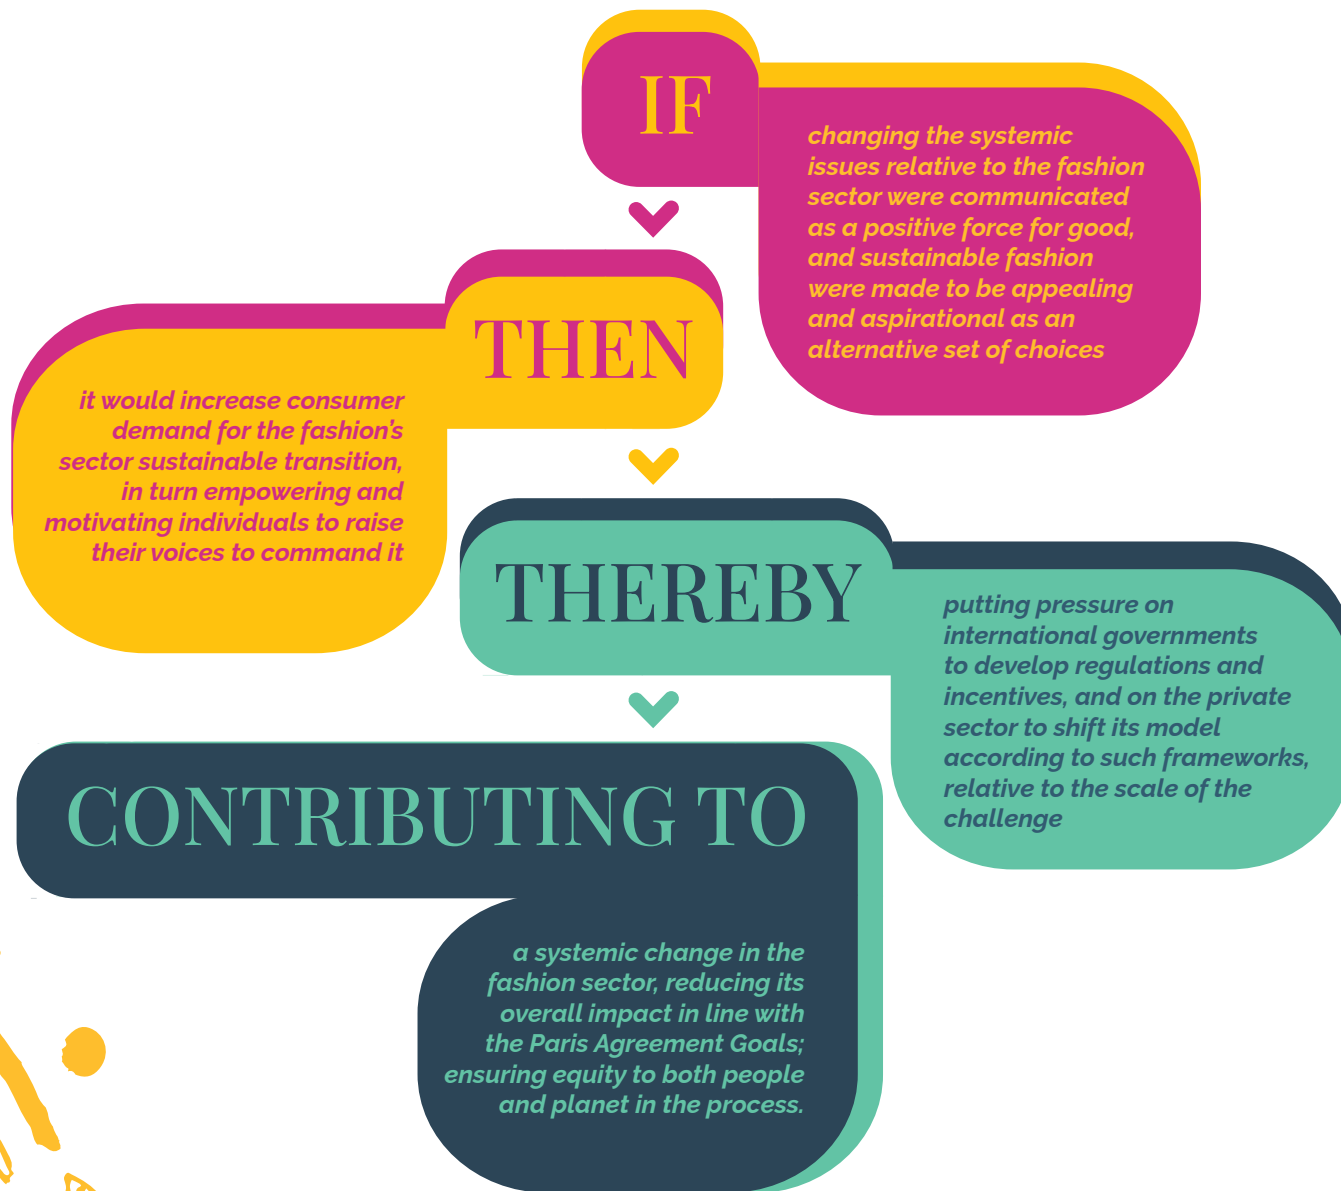 IF
changing the systemic
issues relative to the fashion
sector were communicated
as a positive force for good,
and sustainable fashion
were made to be appealing
and aspirational as an
alternative set of choices
THEN
it would increase consumer
demand for the fashion’s
sector sustainable transition,
in turn empowering and
motivating individuals to raise
their voices to command it
THEREBY
putting pressure on
international governments
to develop regulations and
incentives, and on the private
sector to shift its model
according to such frameworks,
relative to the scale of the
challenge
CONTRIBUTING TO
a systemic change in the
fashion sector, reducing its
overall impact in line with
the Paris Agreement Goals;
ensuring equity to both people
and planet in the process.